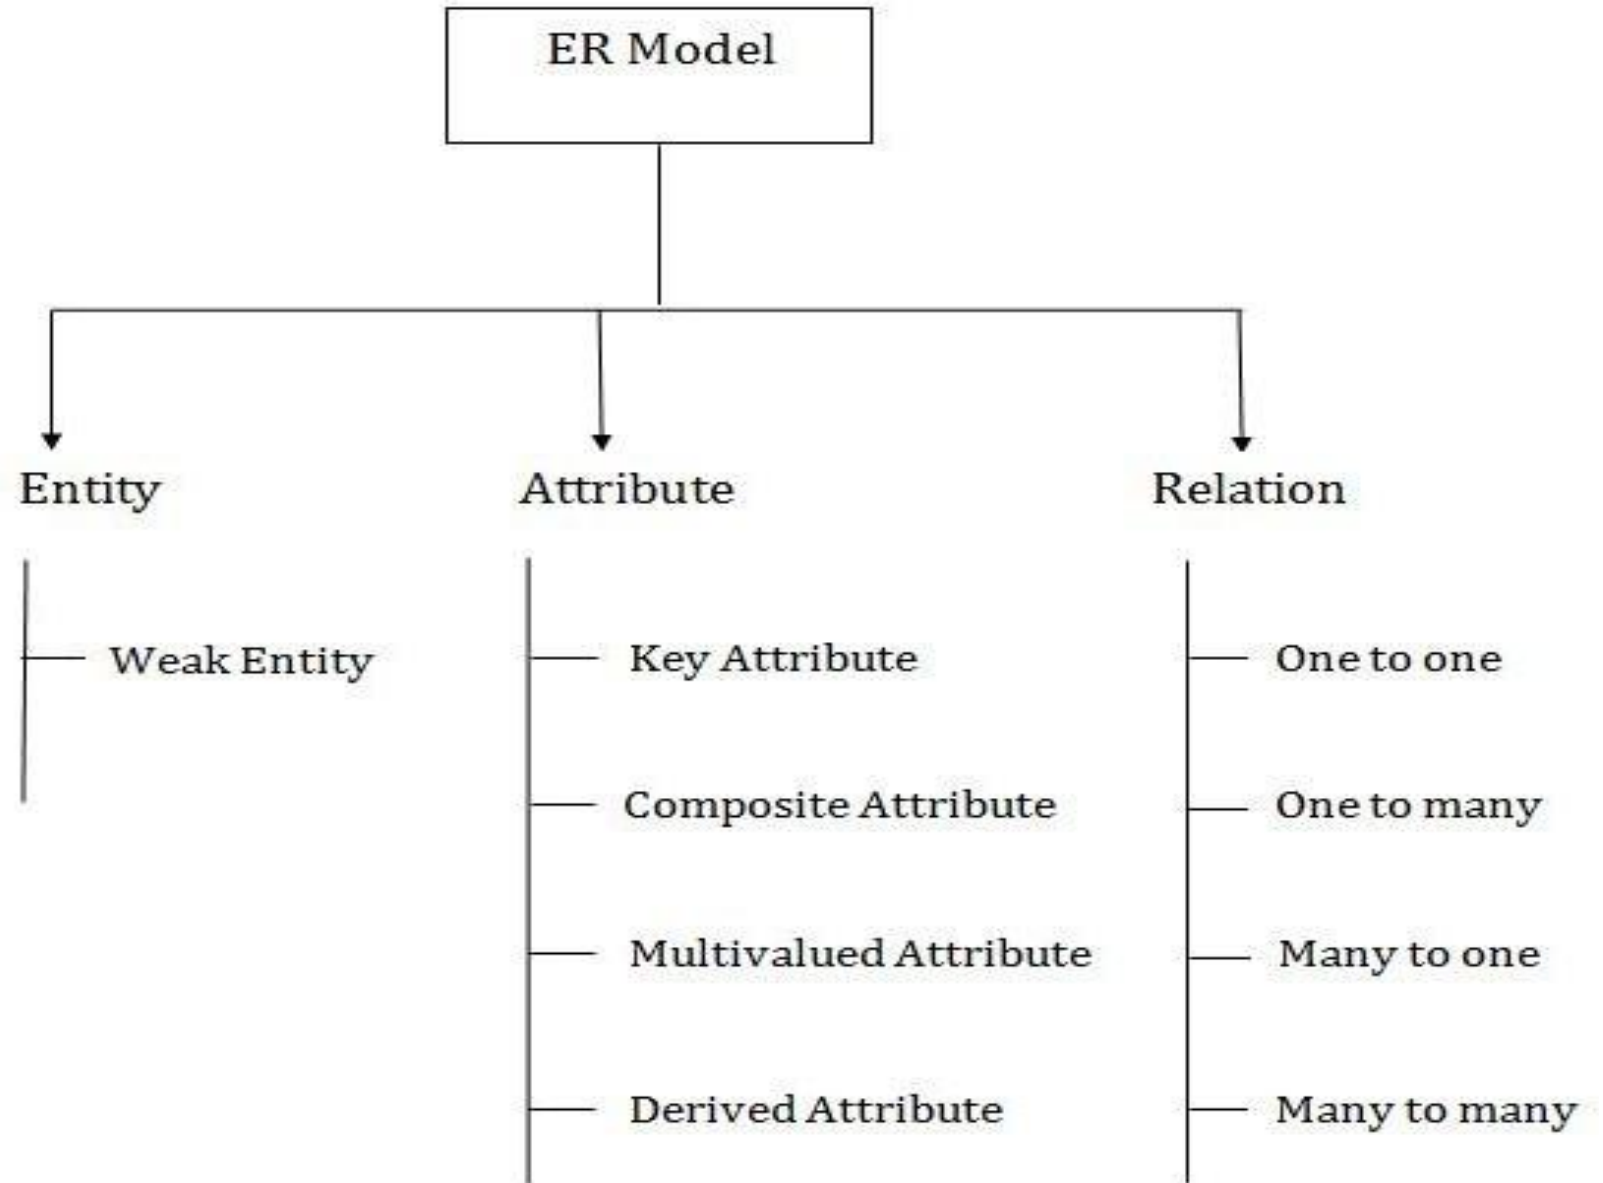 ER Model
Entity
Attribute
Relation
Weak Entity
Key Attribute
Composite Attribute
Multivalued Attribute
Derived Attribute
One to one
One to many
Many to one
Many to many